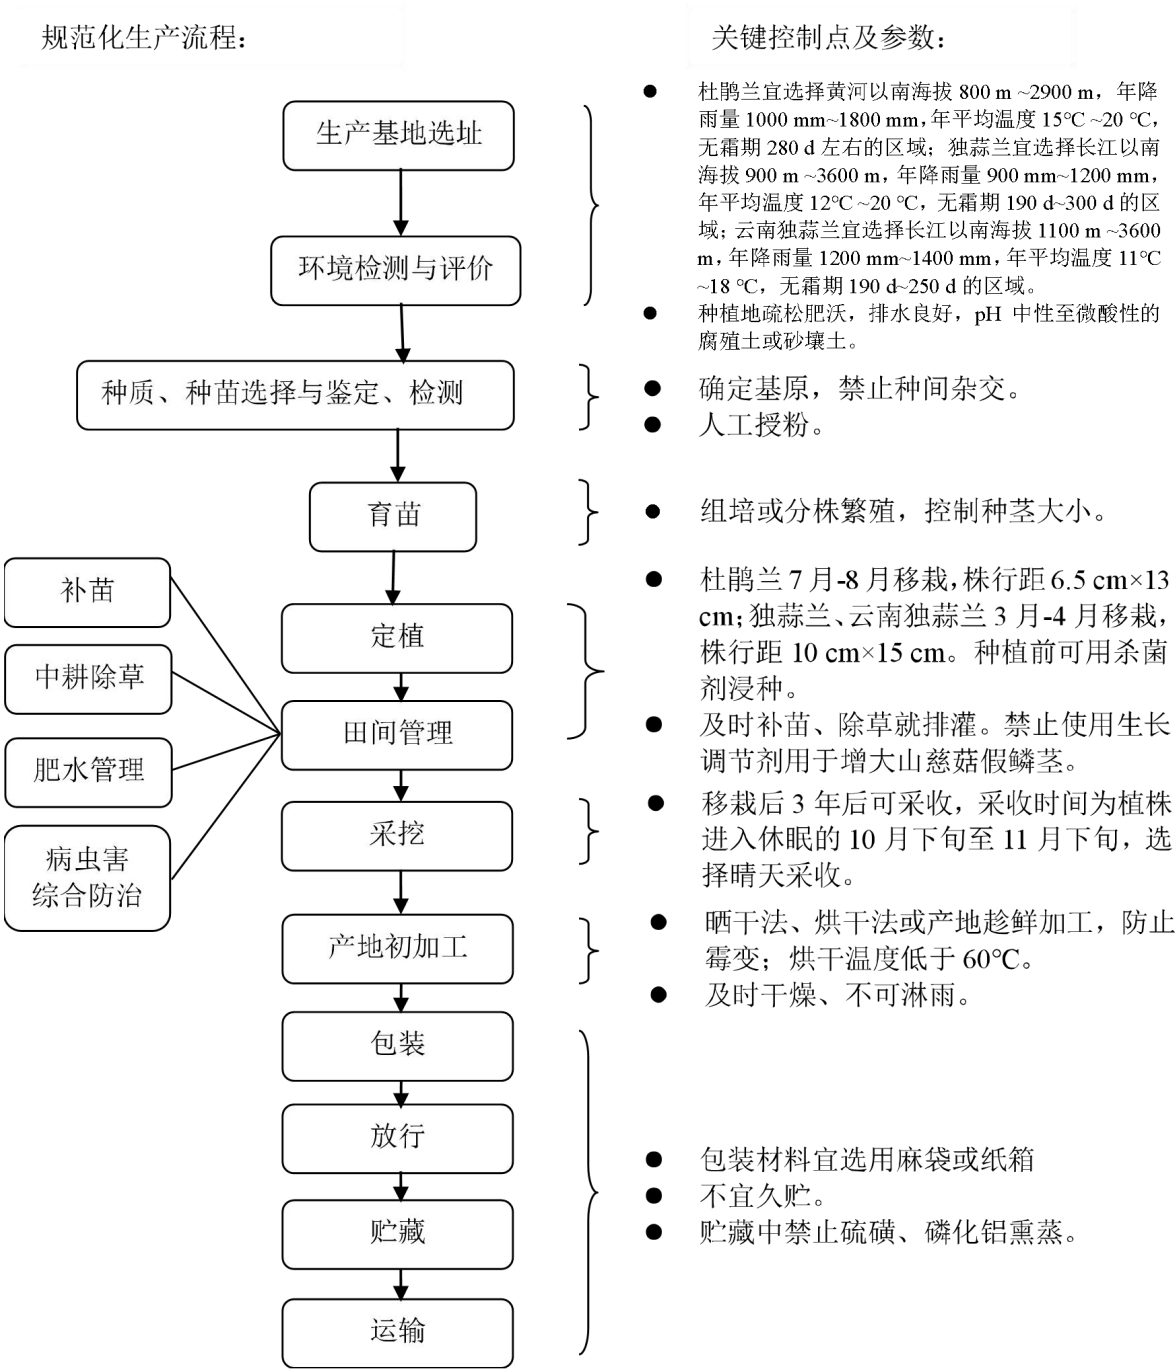 规范化生产流程：
关键控制点及参数：
生产基地选址
环境检测与评价
● 杜鹃兰宜选择黄河以南海拔 800 m ~2900 m，年降
雨量 1000 mm~1800 mm，年平均温度 15℃ ~20 ℃，
无霜期 280 d 左右的区域；独蒜兰宜选择长江以南
海拔 900 m ~3600 m，年降雨量 900 mm~1200 mm，
年平均温度 12℃ ~20 ℃，无霜期 190 d~300 d 的区
域；云南独蒜兰宜选择长江以南海拔 1100 m ~3600
m，年降雨量 1200 mm~1400 mm，年平均温度 11℃
~18 ℃，无霜期 190 d~250 d 的区域。
● 种植地疏松肥沃，排水良好，pH 中性至微酸性的
腐殖土或砂壤土。
种质、种苗选择与鉴定、检测
● 确定基原，禁止种间杂交。
● 人工授粉。
育苗
● 组培或分株繁殖，控制种茎大小。
补苗
中耕除草
肥水管理
病虫害
综合防治
定植
田间管理
● 杜鹃兰 7 月-8 月移栽，株行距 6.5 cm×13
cm；独蒜兰、云南独蒜兰 3 月-4 月移栽，
株行距 10 cm×15 cm。种植前可用杀菌
剂浸种。
● 及时补苗、除草就排灌。禁止使用生长
调节剂用于增大山慈菇假鳞茎。
采挖
● 移栽后 3 年后可采收，采收时间为植株
进入休眠的 10 月下旬至 11 月下旬，选
择晴天采收。
产地初加工
● 晒干法、烘干法或产地趁鲜加工，防止
霉变；烘干温度低于 60℃。
● 及时干燥、不可淋雨。
包装
放行
贮藏
运输
● 包装材料宜选用麻袋或纸箱
● 不宜久贮。
● 贮藏中禁止硫磺、磷化铝熏蒸。